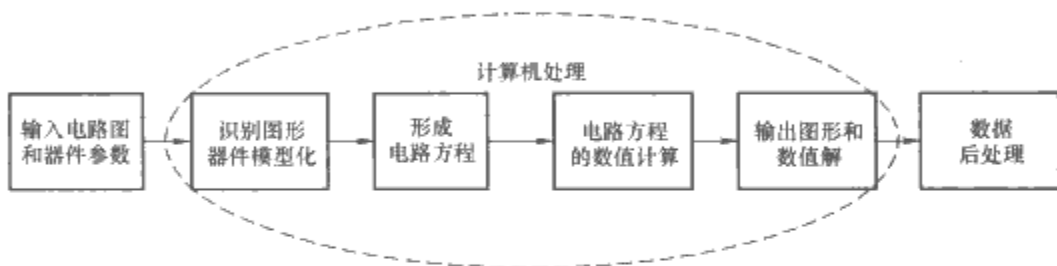 计算机处理
输入电路图
和器件参数
识别图形
器件模型化
形成
电路方程
电路方程
的数值计算
输出图形和
数值解
数据
后处理